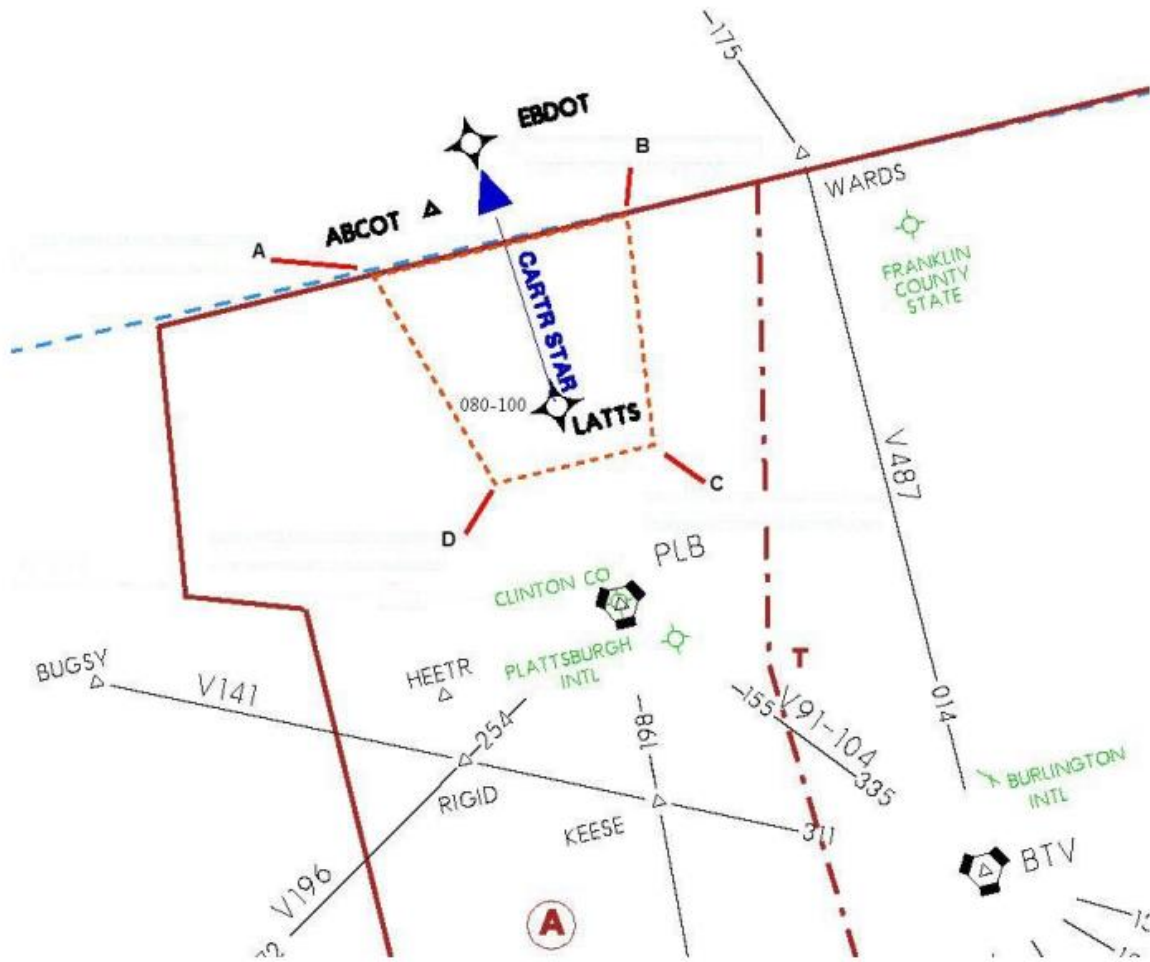 175
EBDOT
B
WARDS
ABCOT
A
FRANKLIN
COUNTY
STATE
CARTR STAR
080-100
LATTS
V487
C
D
PLB
CLINTON CO
BUGSY
HEETR
PLATTSBURGH
INTL
T
V141
254
198
155
V91-104
335
014
RIGID
KEESE
311
BURLINGTON
INTL
BTV
V196
A